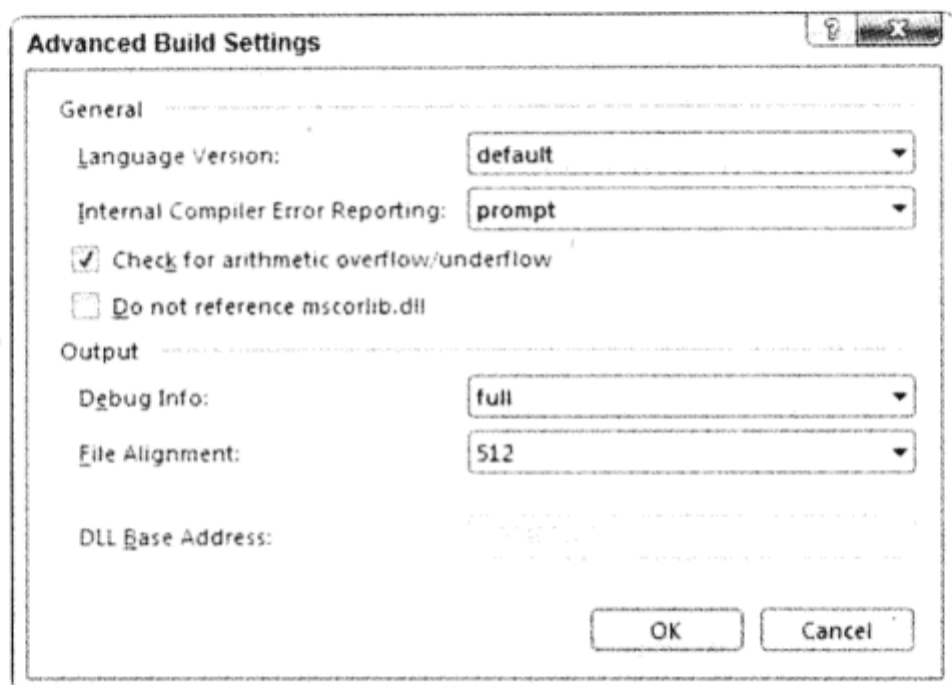 Advanced Build Settings
General
Language Version: default
Internal Compiler Error Reporting: prompt
Check for arithmetic overflow/underflow
Do not reference mscorlib.dll
Output
Debug Info: full
File Alignment: 512
DLL Base Address:
OK Cancel